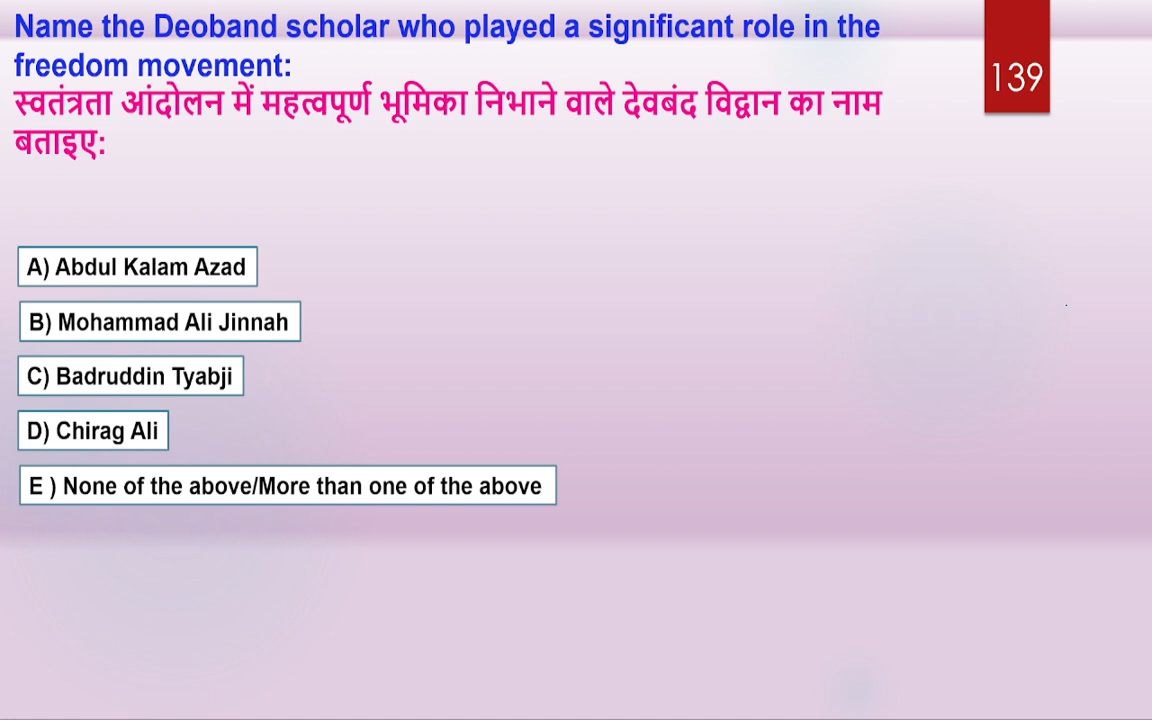 Name the Deoband scholar who played a significant role in the
freedom movement:
स्वतंत्रता आंदोलन में महत्वपूर्ण भूमिका निभाने वाले देवबंद विद्वान का नाम
बताइए:
139
A) Abdul Kalam Azad
B) Mohammad Ali Jinnah
C) Badruddin Tyabji
D) Chirag Ali
E ) None of the above/More than one of the above